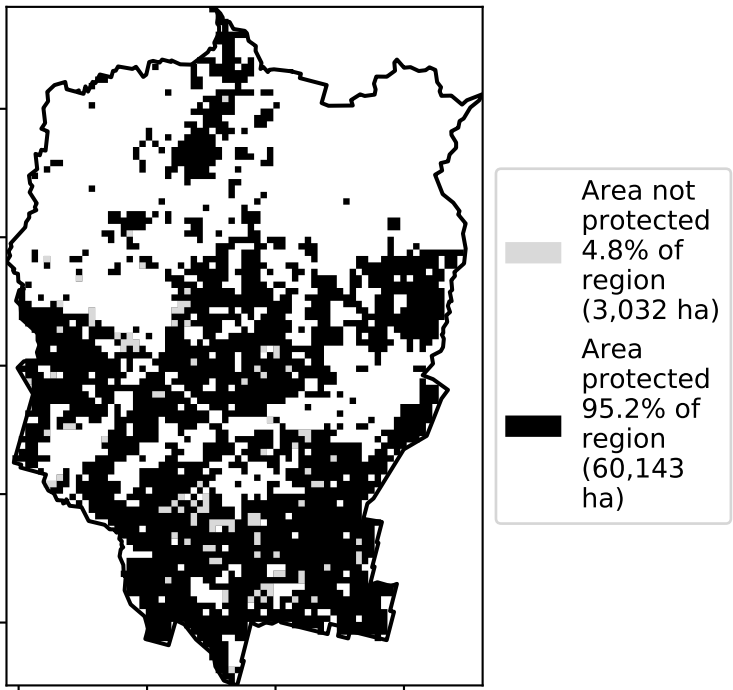 Area not
protected
4.8% of
region
(3,032 ha)
Area
protected
95.2% of
region
(60,143
ha)